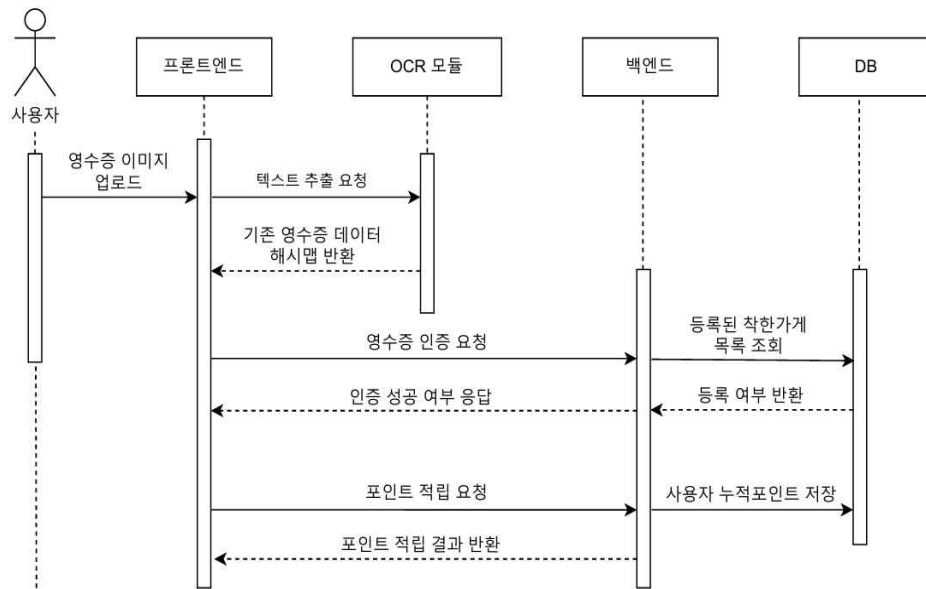 사용자
프론트엔드
OCR 모듈
백엔드
DB
영수증 이미지
업로드
텍스트 추출 요청
기존 영수증 데이터
해시맵 반환
영수증 인증 요청
등록된 착한가게
목록 조회
인증 성공 여부 응답
등록 여부 반환
포인트 적립 요청
사용자 누적포인트 저장
포인트 적립 결과 반환